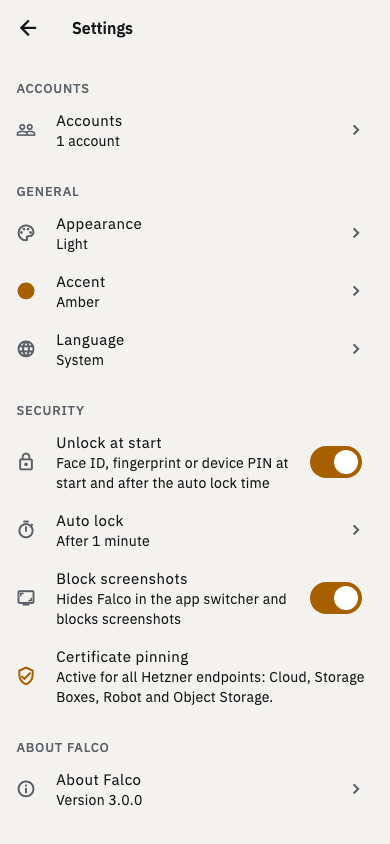 Settings
ACCOUNTS
Accounts
1 account
GENERAL
Appearance
Light
Accent
Amber
Language
System
SECURITY
Unlock at start
Face ID, fingerprint or device PIN at
start and after the auto lock time
Auto lock
After 1 minute
Block screenshots
Hides Falco in the app switcher and
blocks screenshots
Certificate pinning
Active for all Hetzner endpoints: Cloud, Storage
Boxes, Robot and Object Storage.
ABOUT FALCO
About Falco
Version 3.0.0